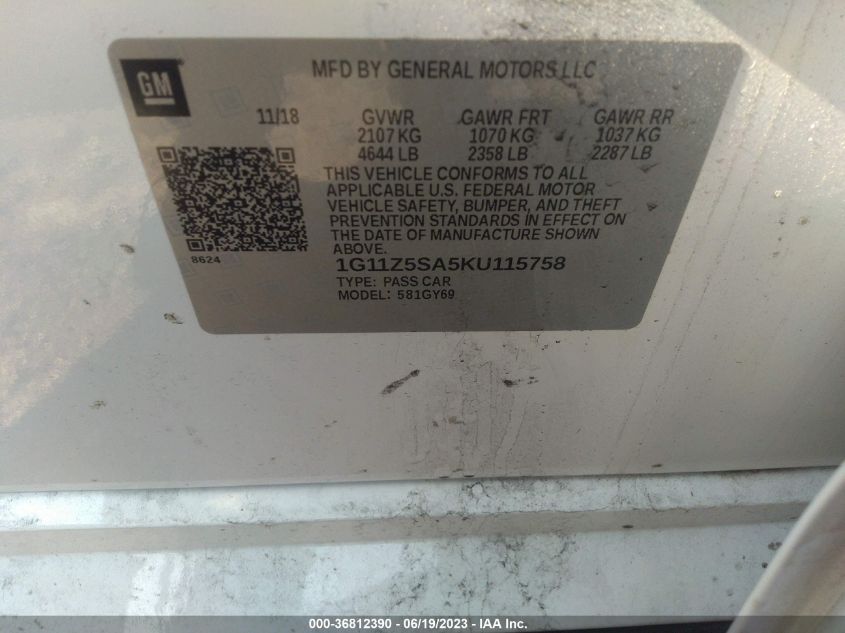 GM
MFD BY GENERAL MOTORS LLC
11/18 GVWR GAWR FRT GAWR RR
2107 KG 1070 KG 1037 KG
4644 LB 2358 LB 2287 LB
THIS VEHICLE CONFORMS TO ALL
APPLICABLE U.S. FEDERAL MOTOR
VEHICLE SAFETY, BUMPER, AND THEFT
PREVENTION STANDARDS IN EFFECT ON
THE DATE OF MANUFACTURE SHOWN
ABOVE.
8624
1G11Z5SA5KU115758
TYPE: PASS CAR
MODEL: 581GY69
000-36812390 - 06/19/2023 - IAA Inc.